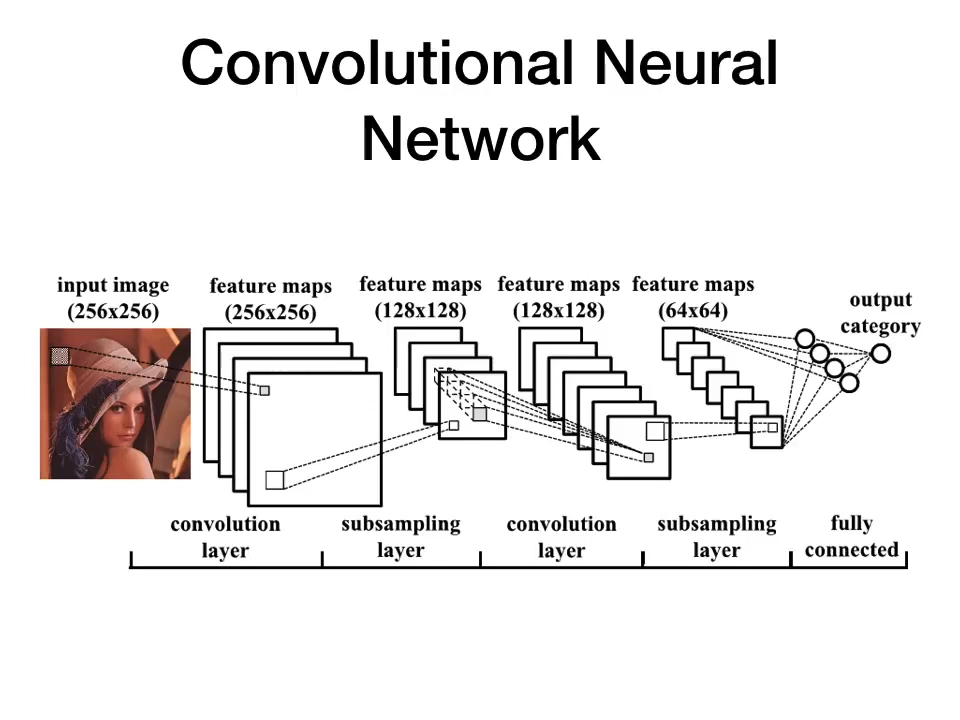 Convolutional Neural
Network
input image
(256x256)
feature maps
(256x256)
feature maps
(128x128)
feature maps
(128x128)
feature maps
(64x64)
output
category
convolution
layer
subsampling
layer
convolution
layer
subsampling
layer
fully
connected